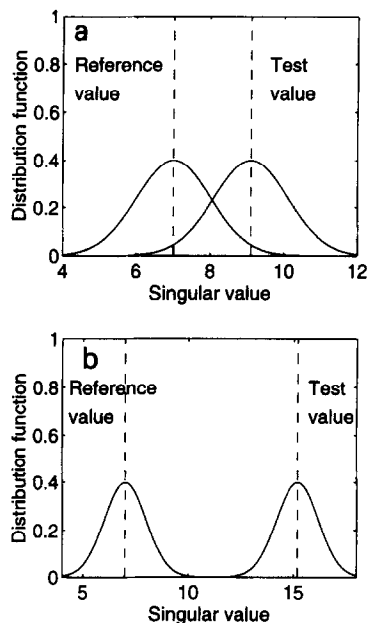 a
1
0.8
0.6
0.4
0.2
0
Distribution function
Reference value
Test value
4 6 8 10 12
Singular value
b
1
0.8
0.6
0.4
0.2
0
Distribution function
Reference value
Test value
5 10 15
Singular value